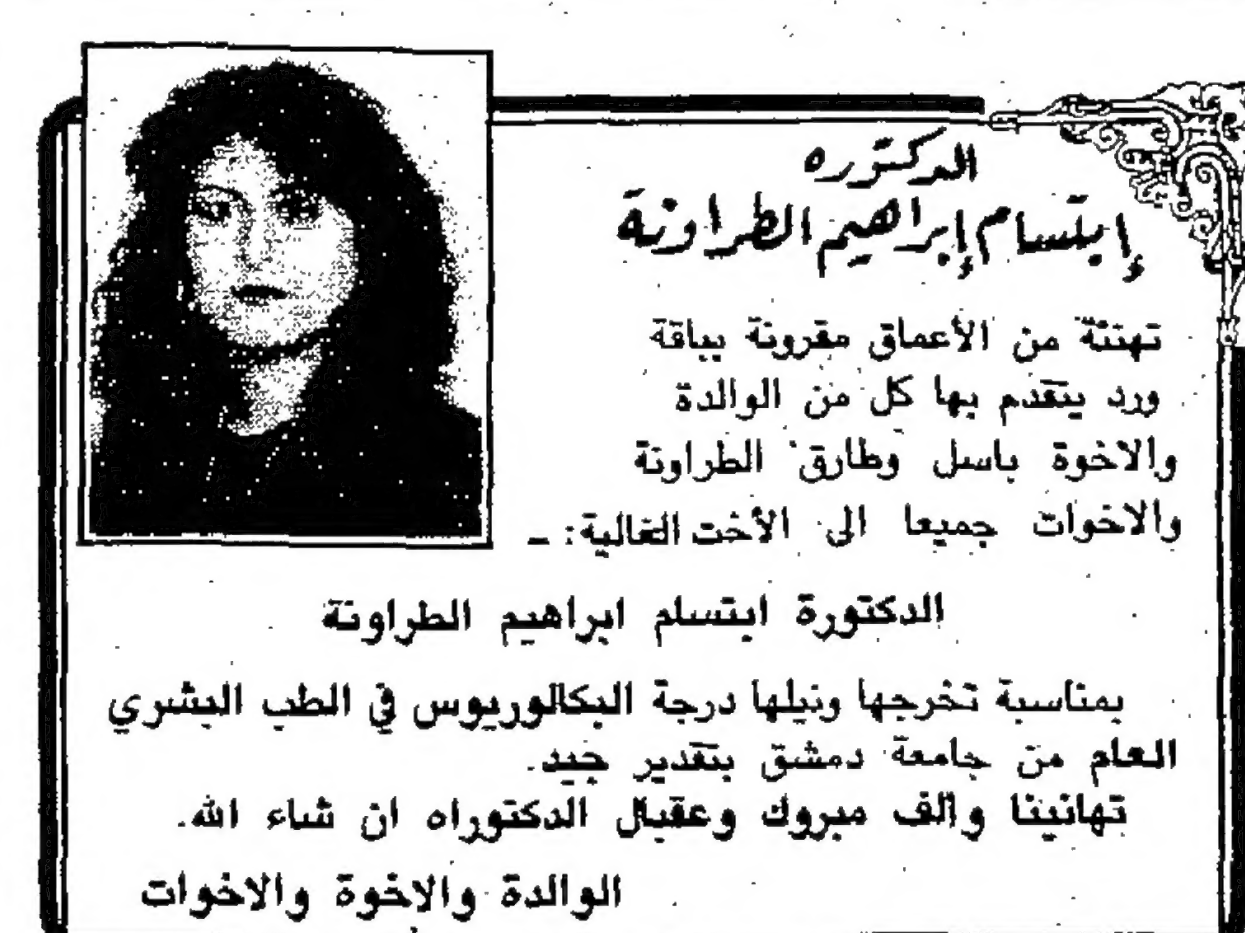 الدكتوره
إبتسام إبراهيم الطراونة
تهنئة من الأعماق مقرونة بباقة
ورد يتقدم بها كل من الوالدة
والاخوة باسل وطارق الطراونة
والاخوات جميعا الى الأخت الغالية: -
الدكتورة ابتسام ابراهيم الطراونة
بمناسبة تخرجها ونيلها درجة البكالوريوس في الطب البشري
العام من جامعة دمشق بتقدير جيد.
تهانينا والف مبروك وعقبال الدكتوراه ان شاء الله.
الوالدة والاخوة والاخوات